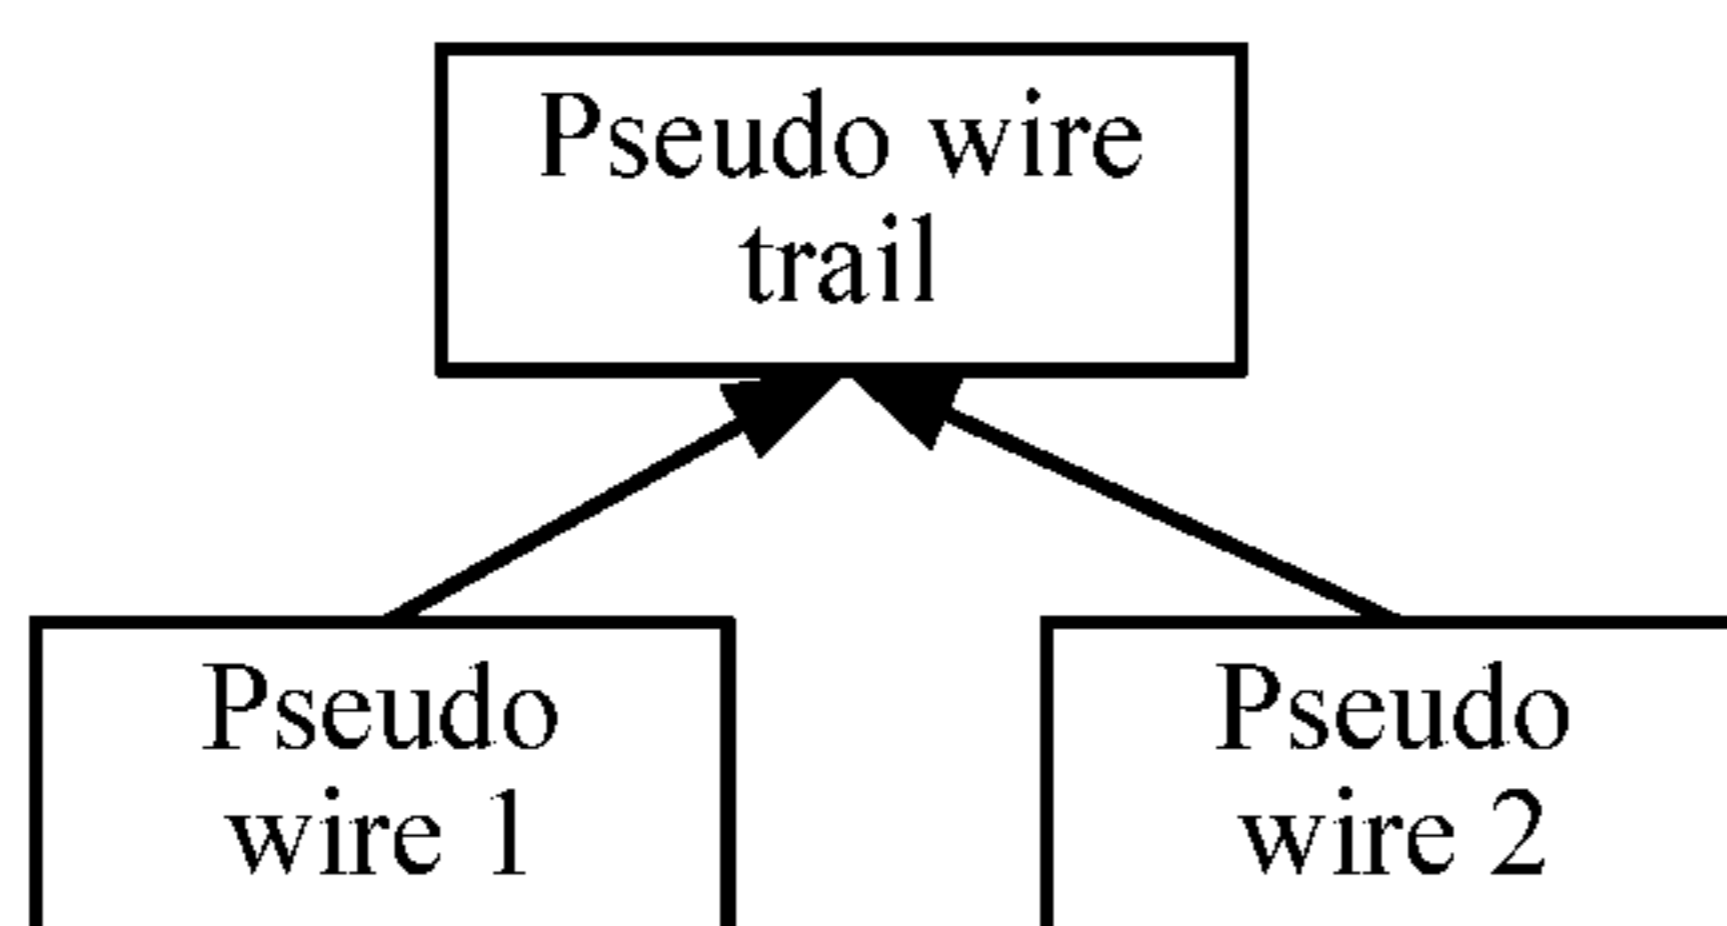 Pseudo wire
trail
Pseudo
wire 1
Pseudo
wire 2